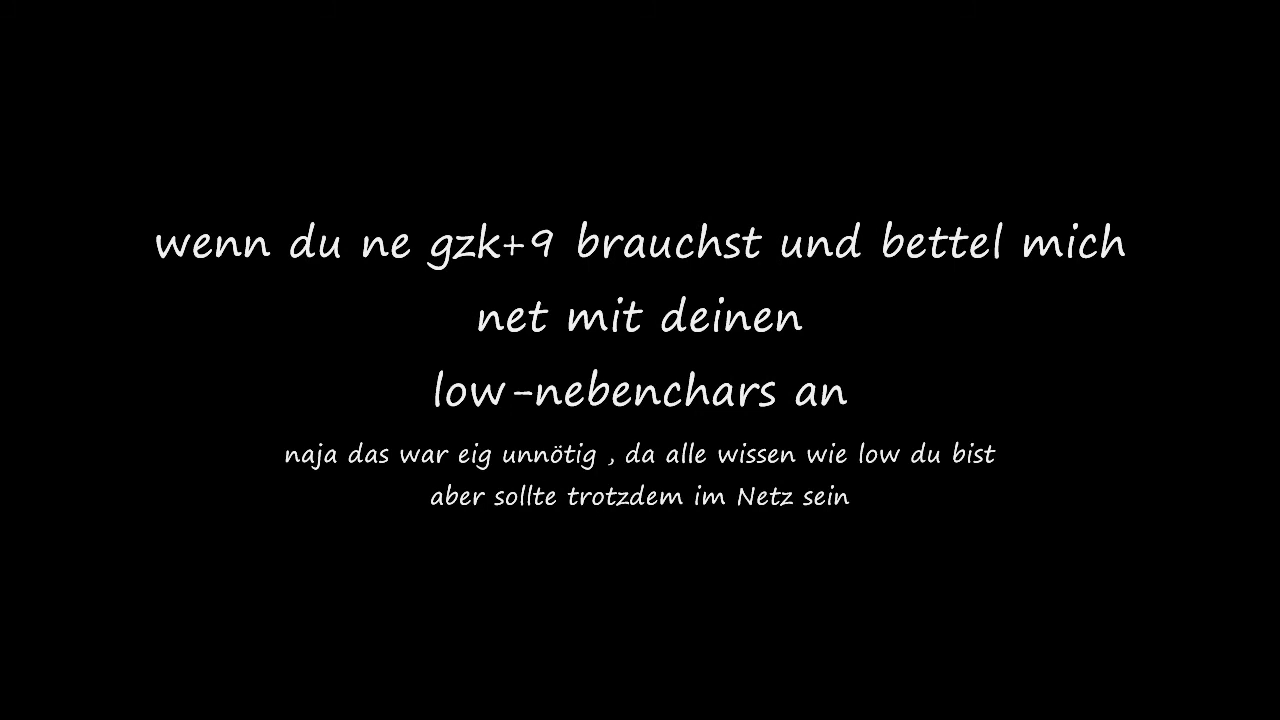 wenn du ne gzk+9 brauchst und bettel mich
net mit deinen
low-nebenchars an
naja das war eig unnötig , da alle wissen wie low du bist
aber sollte trotzdem im Netz sein